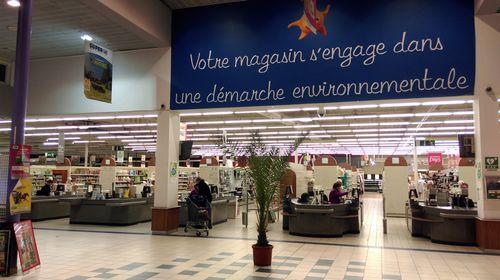 Votre magasin s'engage dans
une démarche environnementale